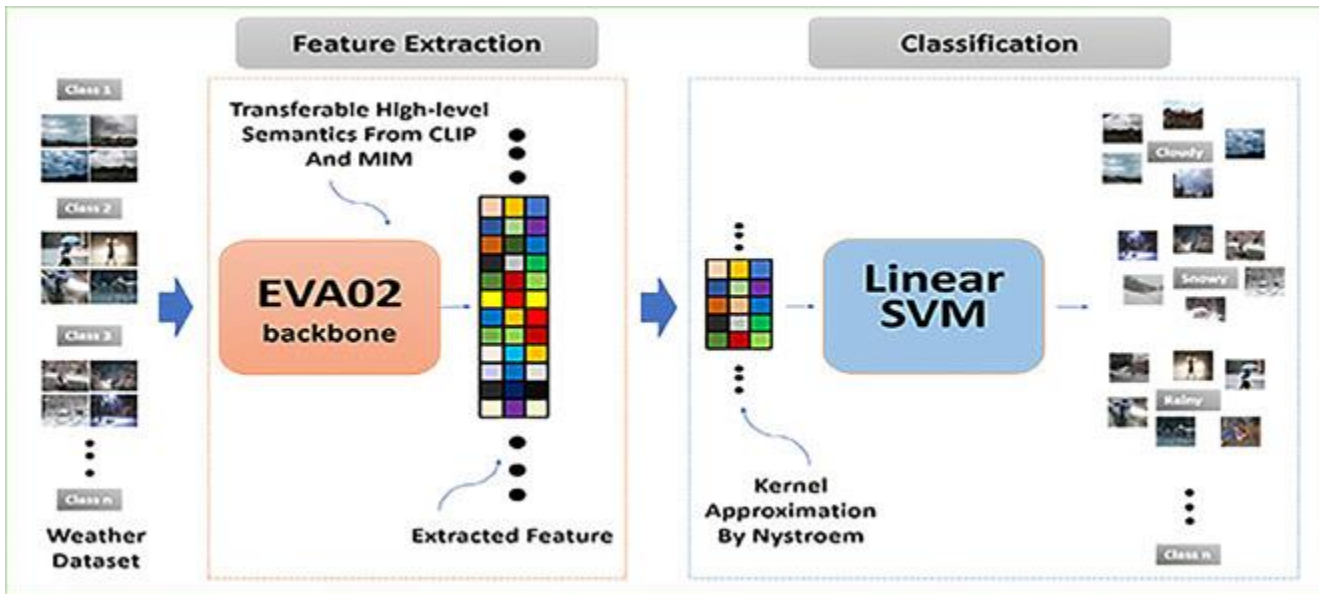 Feature Extraction
Classification
Class 1
Class 2
Class 3
Class n
Weather
Dataset
Transferable High-level
Semantics From CLIP
And MIM
EVA02
backbone
Extracted Feature
Kernel
Approximation
By Nystroem
Linear
SVM
Cloudy
Snowy
Rainy
Class n